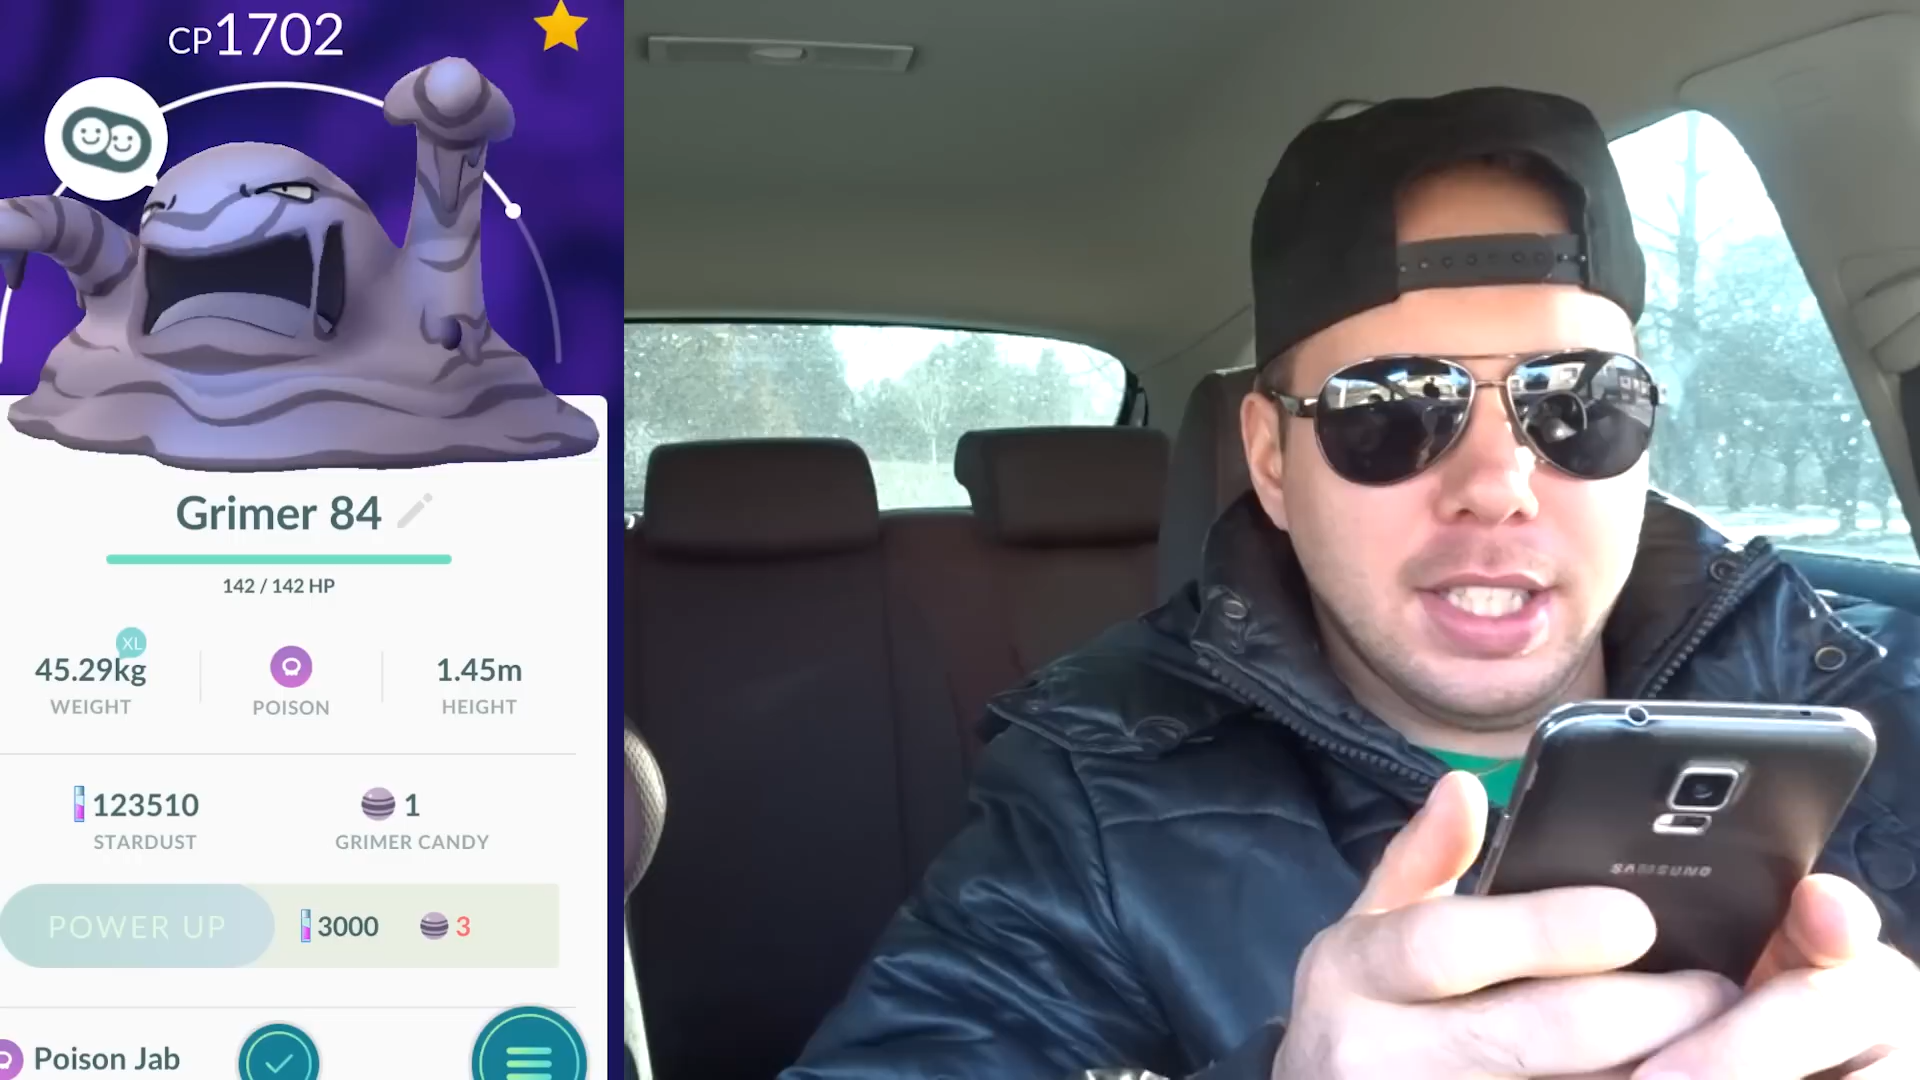 CP1702
Grimer 84
142 / 142 HP
XL
45.29kg
WEIGHT
POISON
1.45m
HEIGHT
123510
STARDUST
1
GRIMER CANDY
POWER UP
3000
3
Poison Jab
SAMSUNG